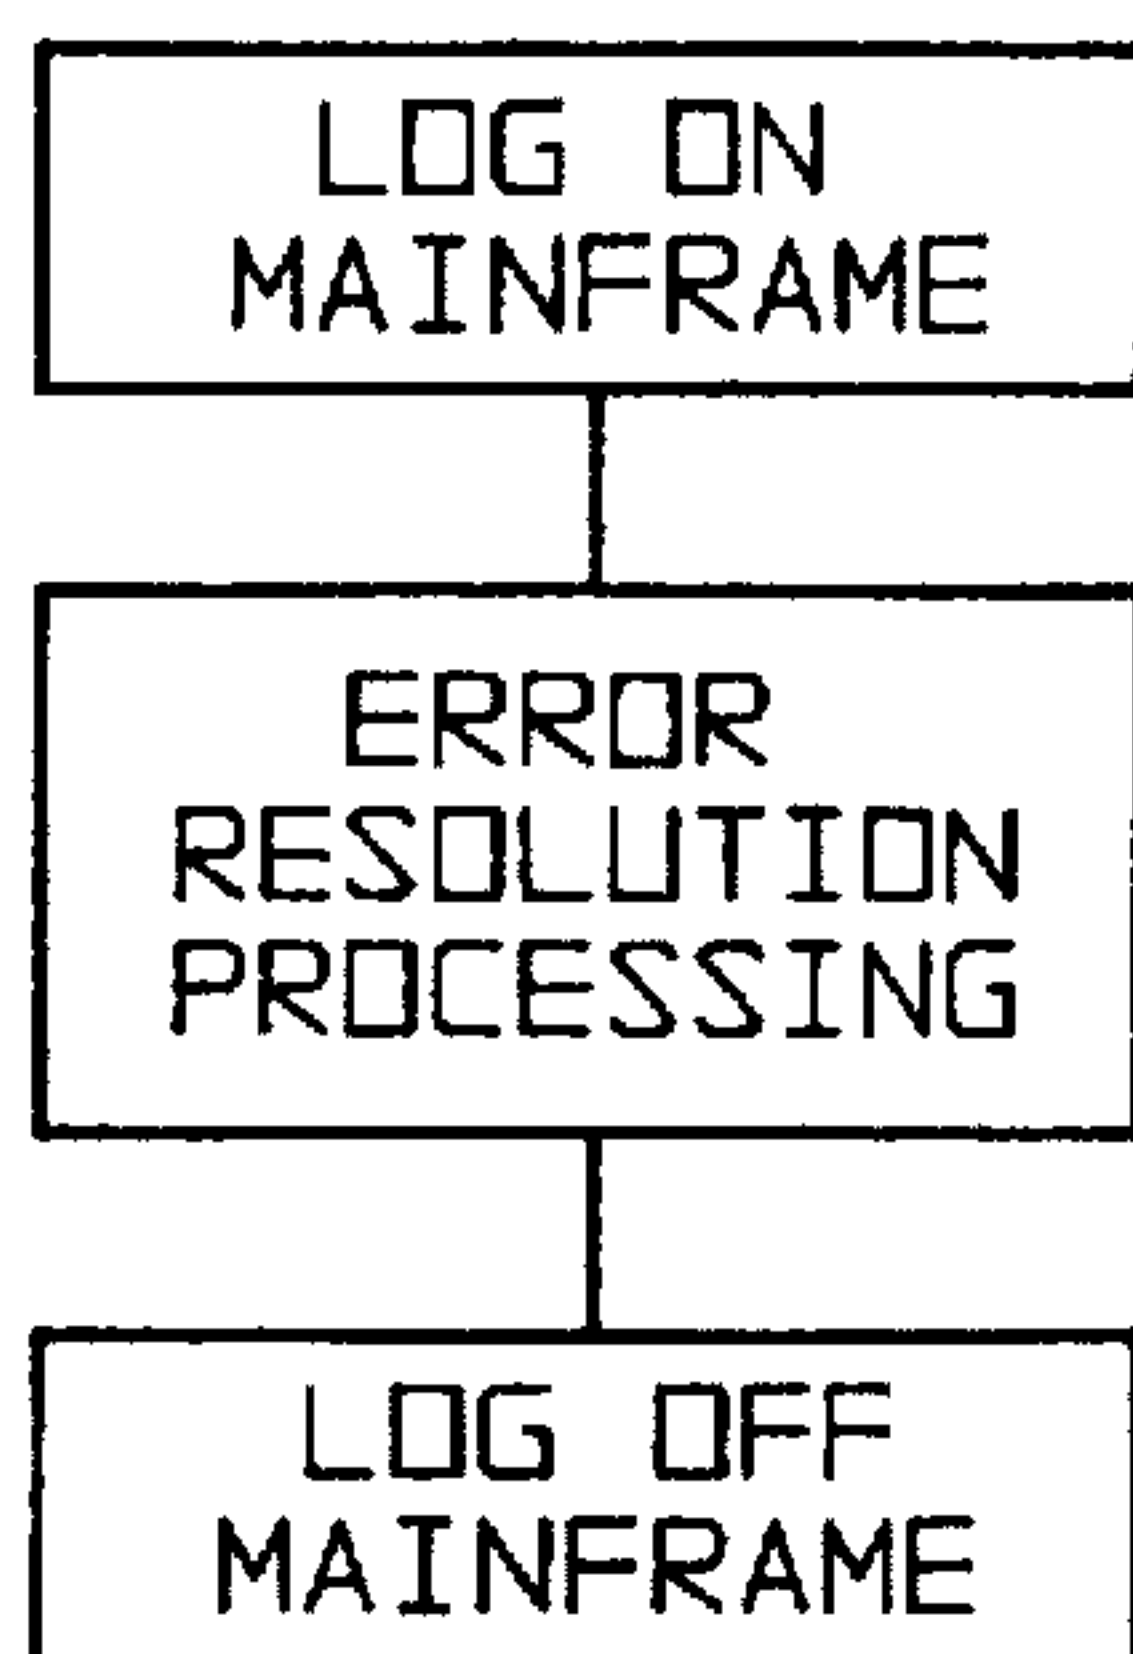 LOG ON
MAINFRAME
ERROR
RESOLUTION
PROCESSING
LOG OFF
MAINFRAME